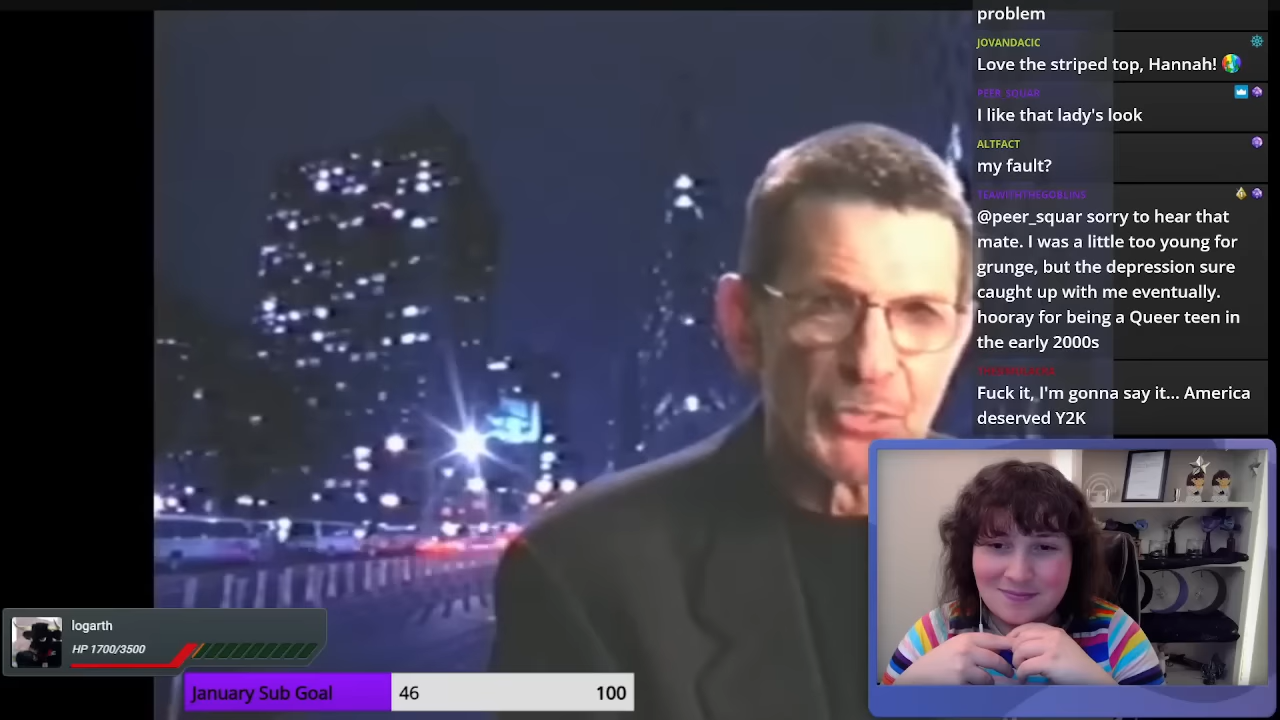 problem
JOVANDACIC
Love the striped top, Hannah!
PEER_SQUAR
I like that lady's look
ALTFACT
my fault?
TEAWITHTHEGOBLINS
@peer_squar sorry to hear that
mate. I was a little too young for
grunge, but the depression sure
caught up with me eventually.
hooray for being a Queer teen in
the early 2000s
Fuck it, I'm gonna say it... America
deserved Y2K
logarth
HP 1700/3500
January Sub Goal
46
100